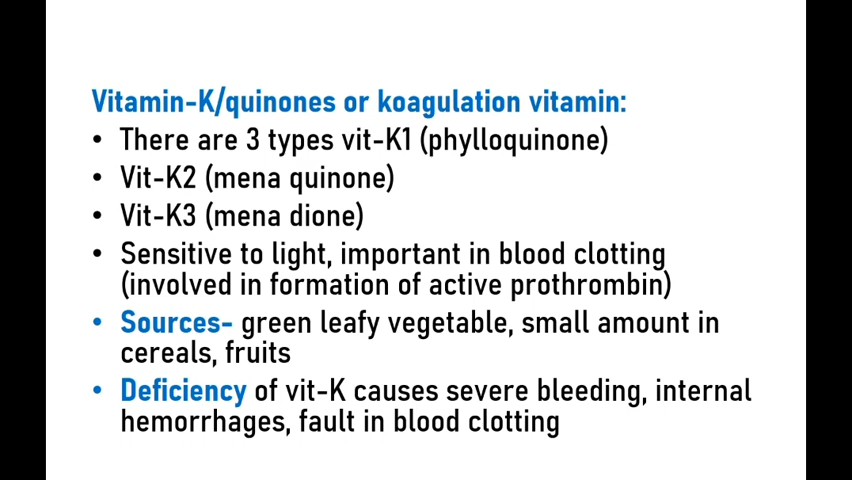 Vitamin-K/quinones or koagulation vitamin:
• There are 3 types vit-K1 (phylloquinone)
• Vit-K2 (mena quinone)
• Vit-K3 (mena dione)
• Sensitive to light, important in blood clotting
(involved in formation of active prothrombin)
• Sources- green leafy vegetable, small amount in
cereals, fruits
• Deficiency of vit-K causes severe bleeding, internal
hemorrhages, fault in blood clotting